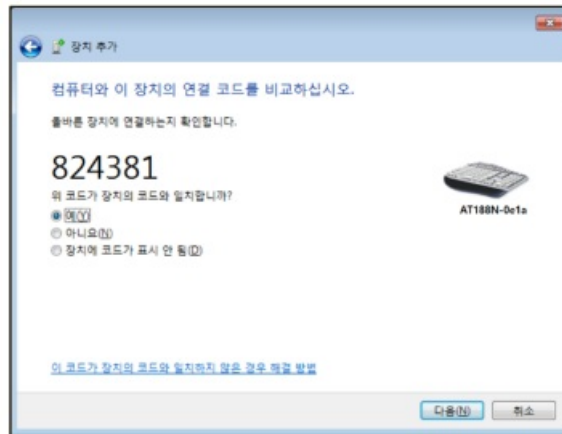 장치 추가
컴퓨터와 이 장치의 연결 코드를 비교하십시오.
올바른 장치에 연결하는지 확인합니다.
824381
위 코드가 장치의 코드와 일치합니까?
예(Y)
아니요(N)
장치에 코드가 표시 안 됨(D)
AT188N-0e1a
이 코드가 장치의 코드와 일치하지 않은 경우 해결 방법
다음(N) 취소